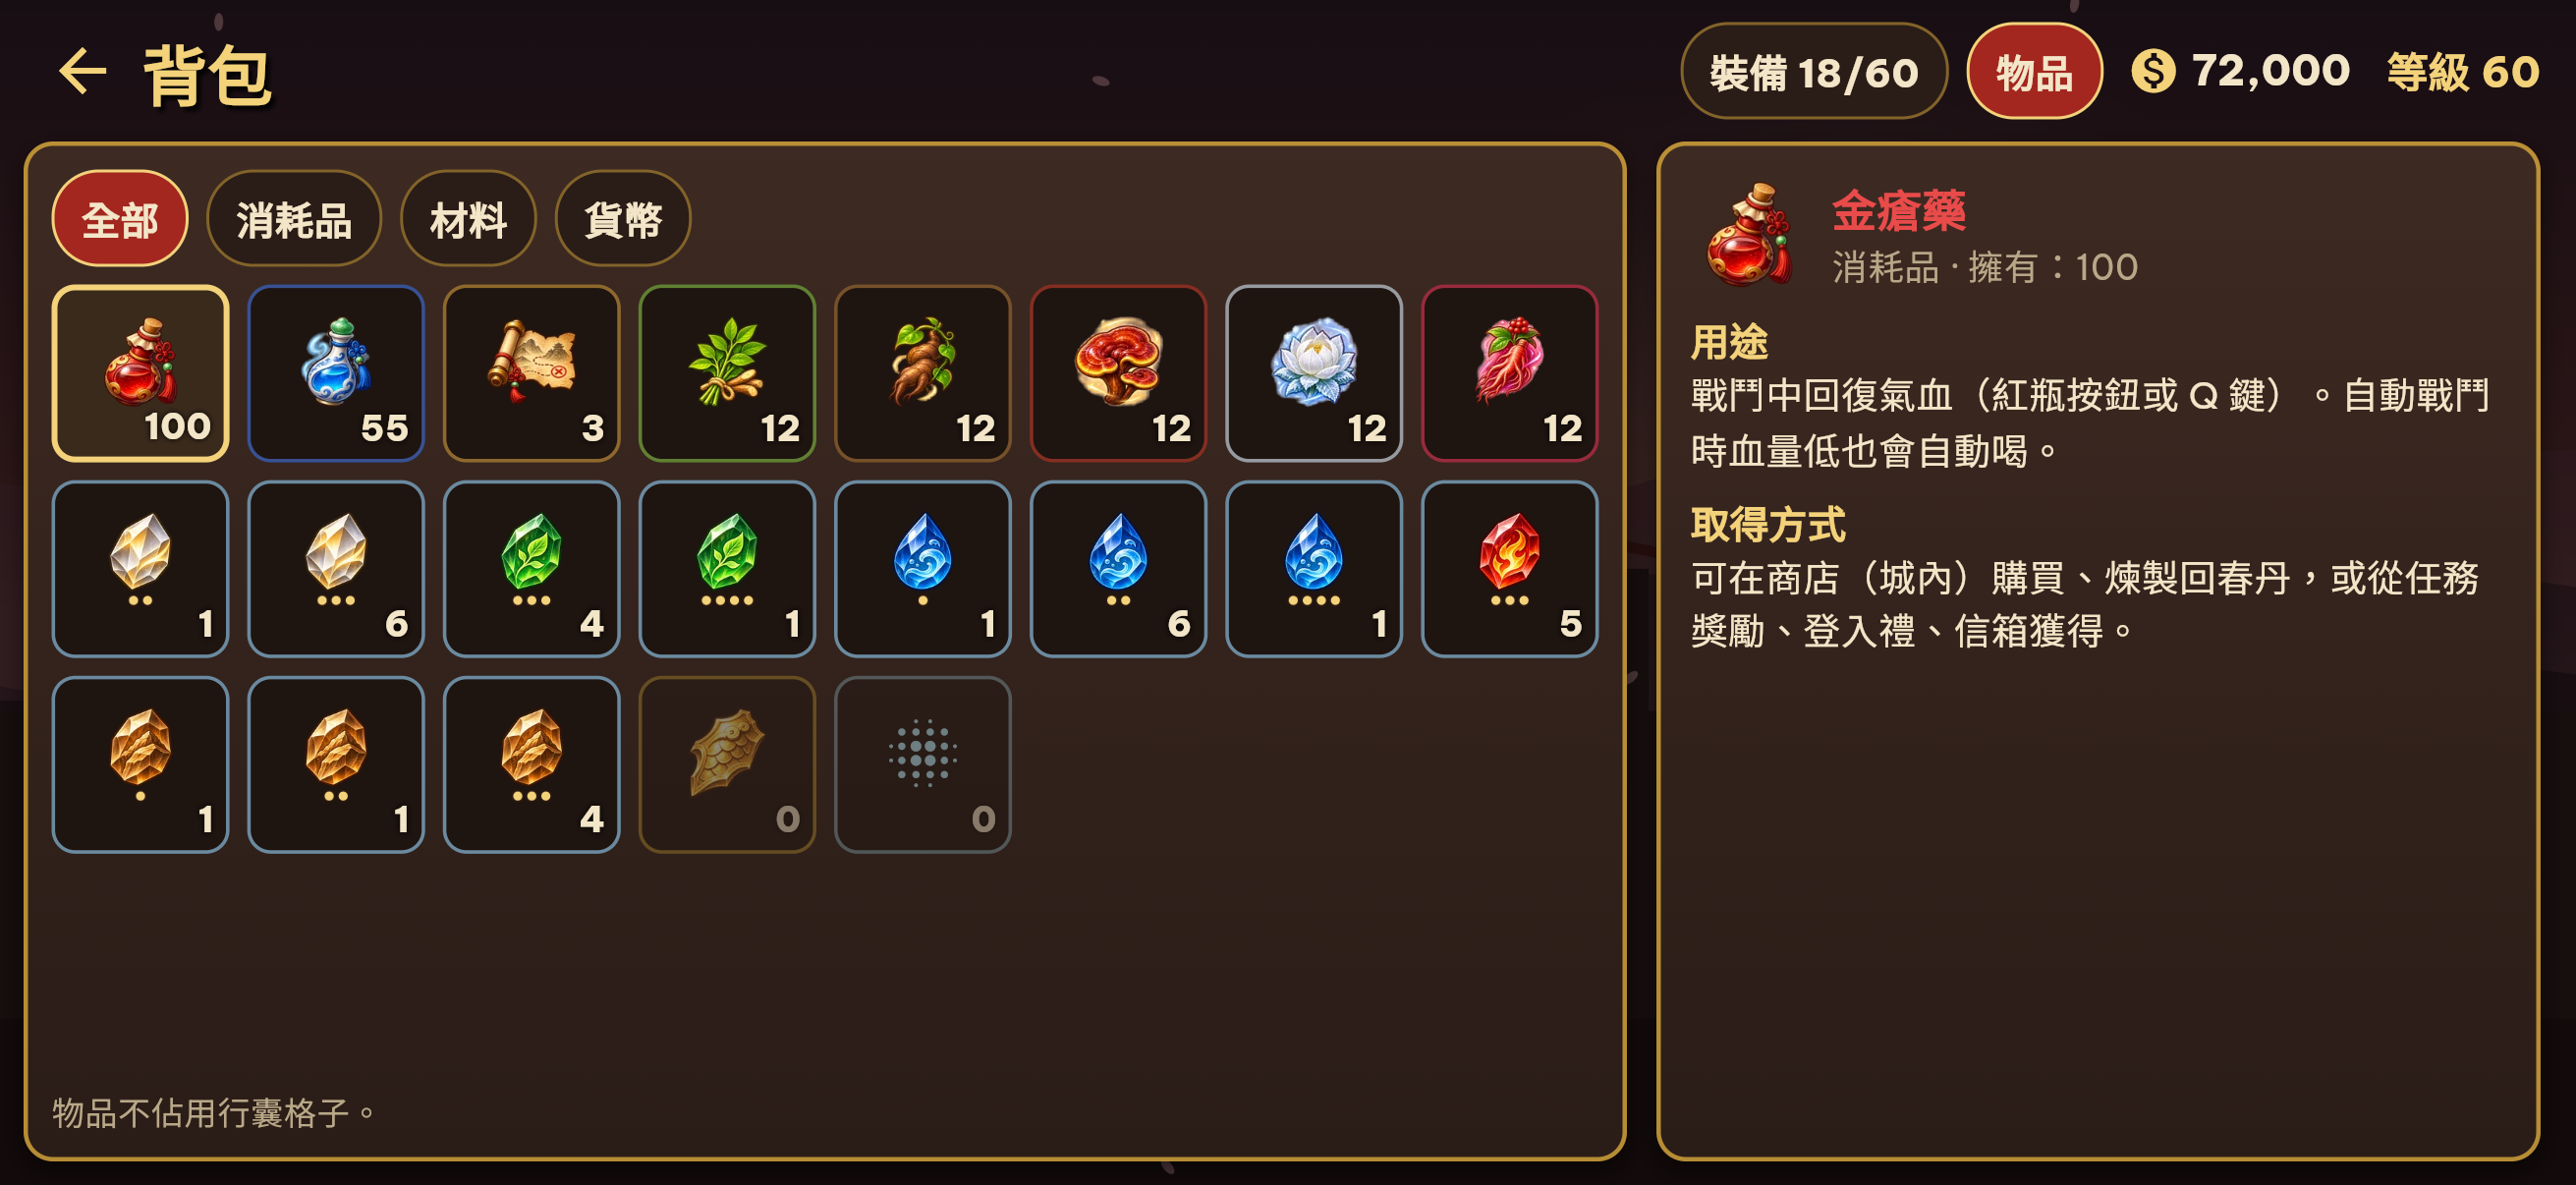 背包
裝備 18/60
物品
72,000
等級 60
全部
消耗品
材料
貨幣
100
55
3
12
12
12
12
12
1
6
4
1
1
6
1
5
1
1
4
0
0
物品不佔用行囊格子。
金瘡藥
消耗品 · 擁有：100
用途
戰鬥中回復氣血（紅瓶按鈕或 Q 鍵）。自動戰鬥
時血量低也會自動喝。
取得方式
可在商店（城內）購買、煉製回春丹，或從任務
獎勵、登入禮、信箱獲得。